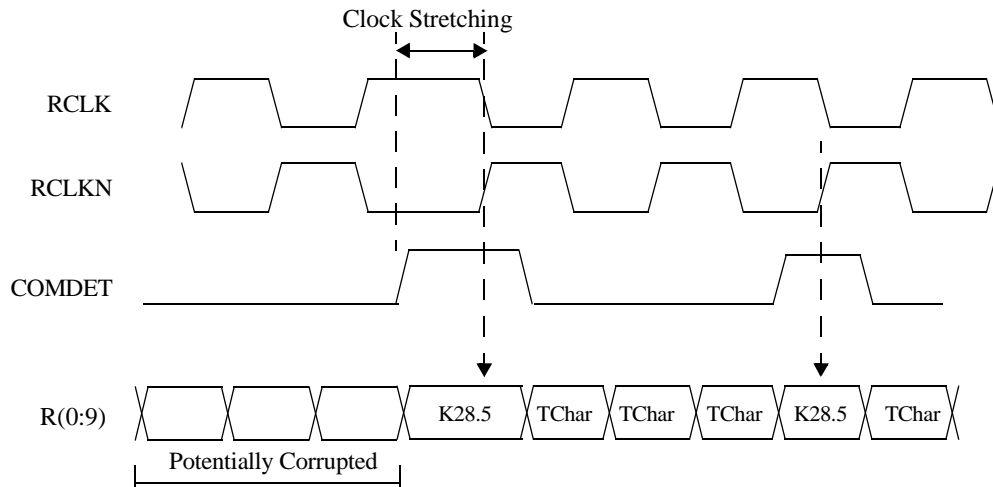 Clock Stretching
RCLK
RCLKN
COMDET
R(0:9)
K28.5
TChar
TChar
TChar
K28.5
TChar
Potentially Corrupted